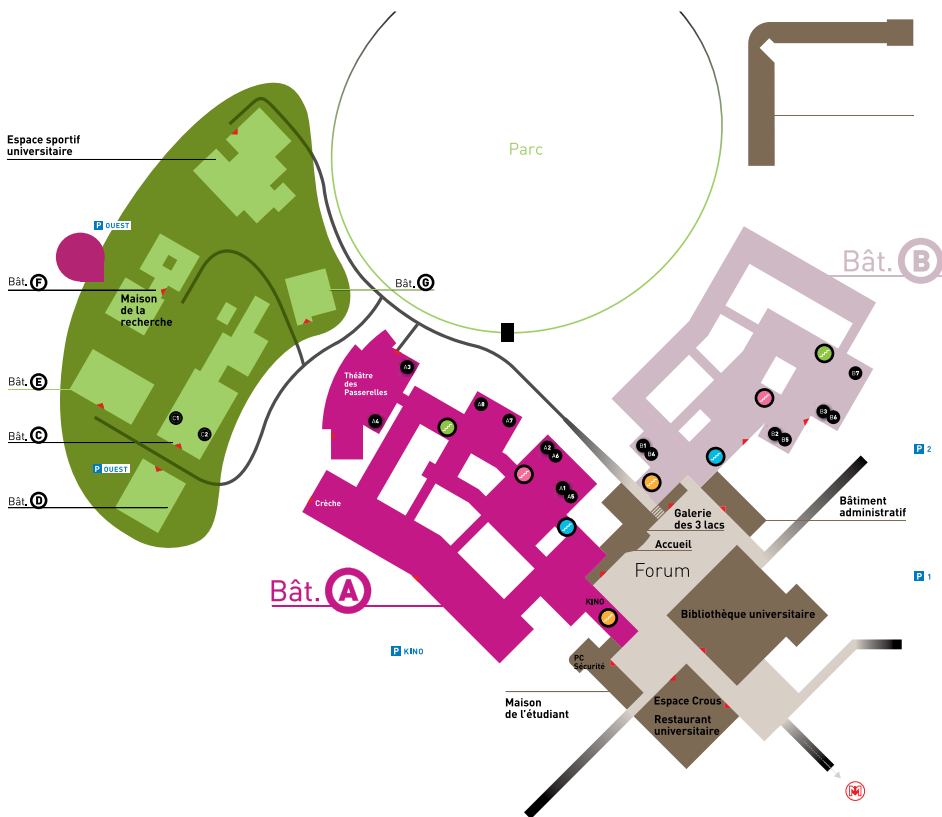 Espace sportif
universitaire
Parc
P OUEST
Bât. B
Bât. F
Bât. G
Maison
de la
recherche
B7
A3
Théâtre
des
Passerelles
Bât. E
A8
B3
B6
A4
A7
C1
C2
B2
B5
Bât. C
A2
A6
B1
B4
P 2
P OUEST
A1
A5
Bât. D
Crèche
Bâtiment
administratif
Galerie
des 3 lacs
Accueil
Forum
P 1
Bât. A
KINO
Bibliothèque universitaire
P KINO
PC
Sécurité
Maison
de l'étudiant
Espace Crous
Restaurant
universitaire
M